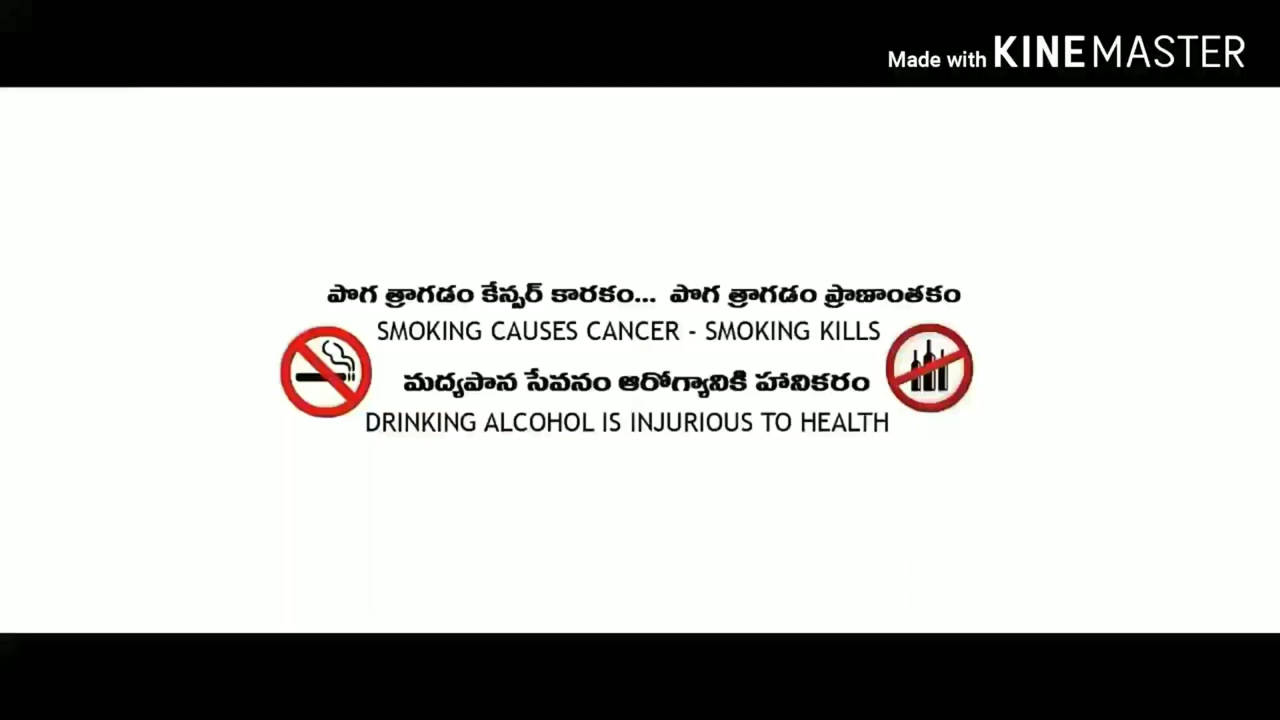 Made with KINEMASTER
పొగ త్రాగడం కేన్సర్ కారకం... పొగ త్రాగడం ప్రాణాంతకం
SMOKING CAUSES CANCER - SMOKING KILLS
మద్యపాన సేవనం ఆరోగ్యానికి హానికరం
DRINKING ALCOHOL IS INJURIOUS TO HEALTH